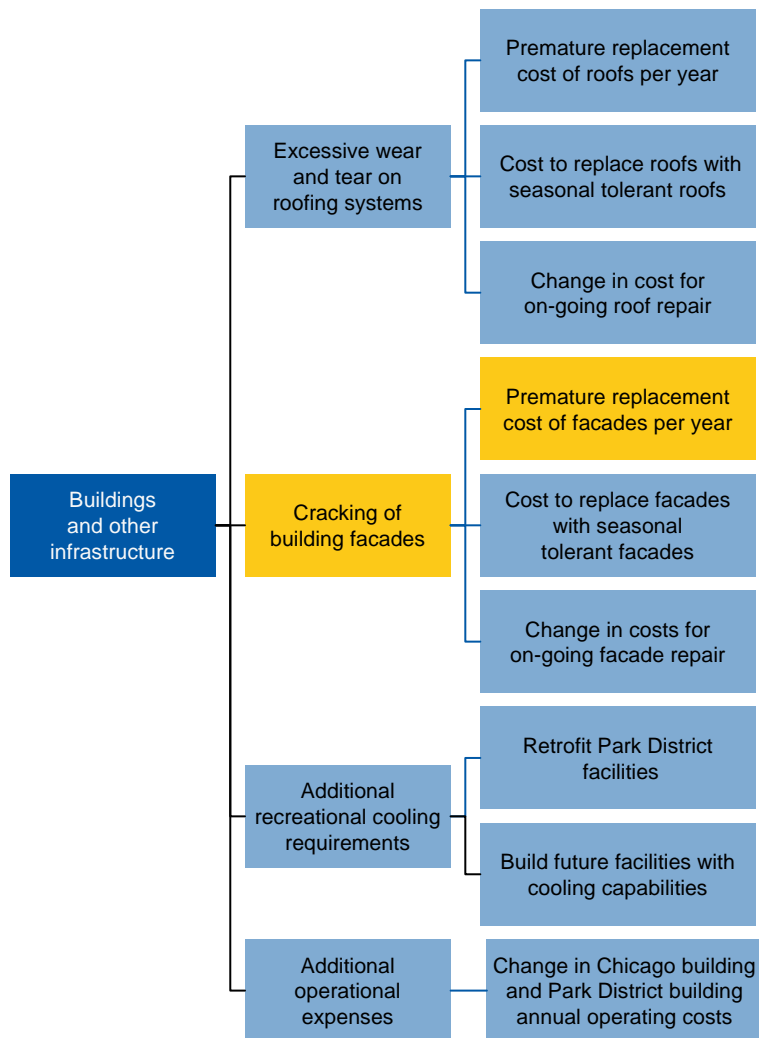 Premature replacement
cost of roofs per year
Excessive wear
and tear on
roofing systems
Cost to replace roofs with
seasonal tolerant roofs
Change in cost for
on-going roof repair
Premature replacement
cost of facades per year
Buildings
and other
infrastructure
Cracking of
building facades
Cost to replace facades
with seasonal
tolerant facades
Change in costs for
on-going facade repair
Retrofit Park District
facilities
Additional
recreational cooling
requirements
Build future facilities with
cooling capabilities
Additional
operational
expenses
Change in Chicago building
and Park District building
annual operating costs